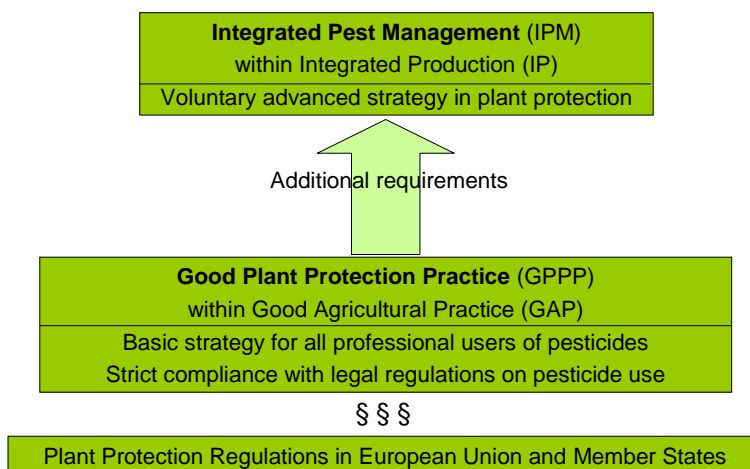 Integrated Pest Management (IPM)
within Integrated Production (IP)
Voluntary advanced strategy in plant protection
Additional requirements
Good Plant Protection Practice (GPPP)
within Good Agricultural Practice (GAP)
Basic strategy for all professional users of pesticides
Strict compliance with legal regulations on pesticide use
§ § §
Plant Protection Regulations in European Union and Member States